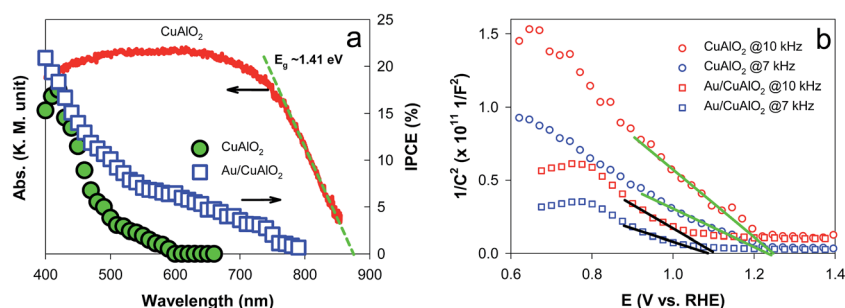 CuAlO₂
a
E_g ~1.41 eV
Abs. (K. M. unit)
IPCE (%)
25
20
15
10
5
0
CuAlO₂
Au/CuAlO₂
400 500 600 700 800 900
Wavelength (nm)
b
CuAlO₂ @10 kHz
CuAlO₂ @7 kHz
Au/CuAlO₂ @10 kHz
Au/CuAlO₂ @7 kHz
1/C² (x 10¹¹ 1/F²)
1.5
1.0
0.5
0.0
0.6 0.8 1.0 1.2 1.4
E (V vs. RHE)